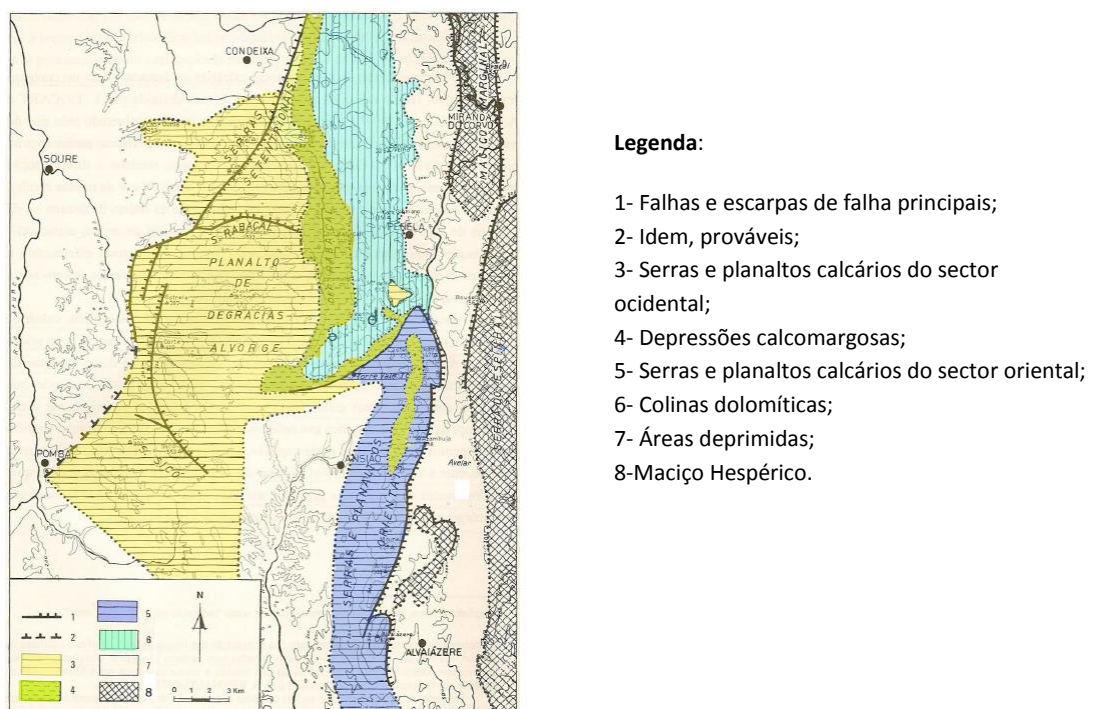 CONDEIXA
MIRANDA
DO CORVO
MACIÇO MARGINAL
SERRAS
SETENTRIONAIS
SOURE
S. RABAÇAL
PENELA
PLANALTO
DE
DEGRACIAS
ALVORGE
POMBAL
S. SICÓ
ANSIÃO
Avelar
SERRAS E PLANALTOS
ORIENTAIS
ALVAIÁZERE
N
1
2
3
4
5
6
7
8
0 1 2 3 Km
Legenda:
1- Falhas e escarpas de falha principais;
2- Idem, prováveis;
3- Serras e planaltos calcários do sector
ocidental;
4- Depressões calcomargosas;
5- Serras e planaltos calcários do sector oriental;
6- Colinas dolomíticas;
7- Áreas deprimidas;
8-Maciço Hespérico.